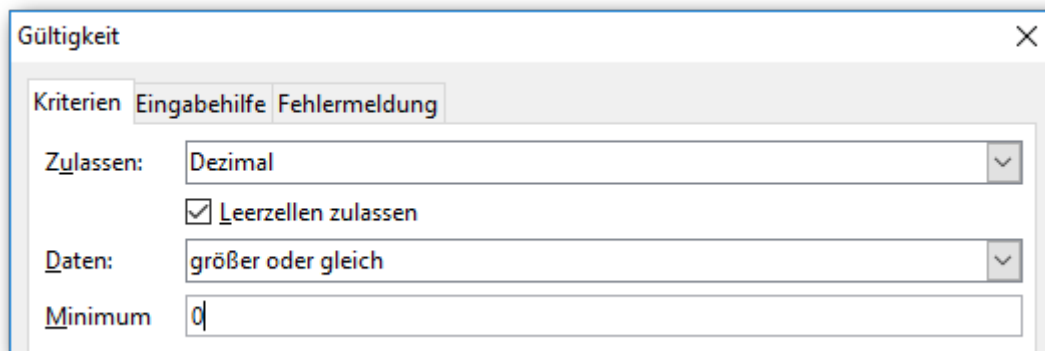 Gültigkeit
Kriterien Eingabehilfe Fehlermeldung
Zulassen: Dezimal
Leerzellen zulassen
Daten: größer oder gleich
Minimum 0